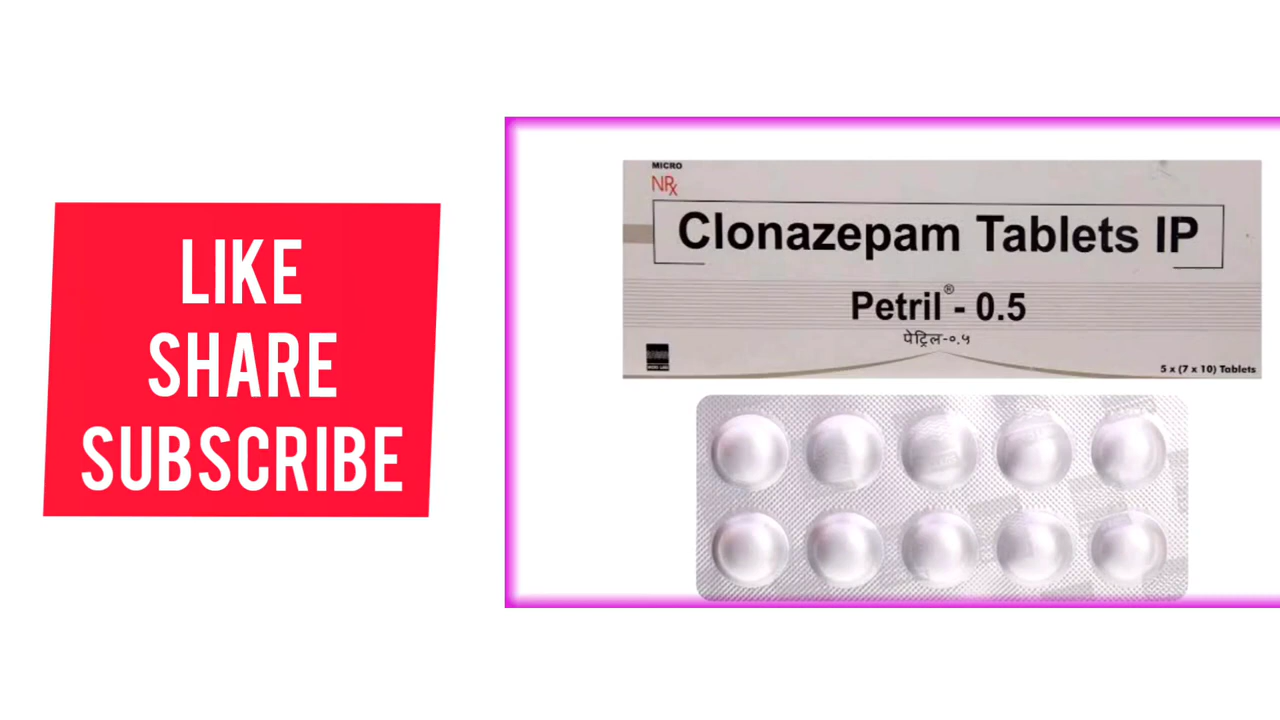 LIKE
SHARE
SUBSCRIBE
MICRO
NRx
Clonazepam Tablets IP
Petril® - 0.5
पेट्रिल-०.५
5 x (7 x 10) Tablets